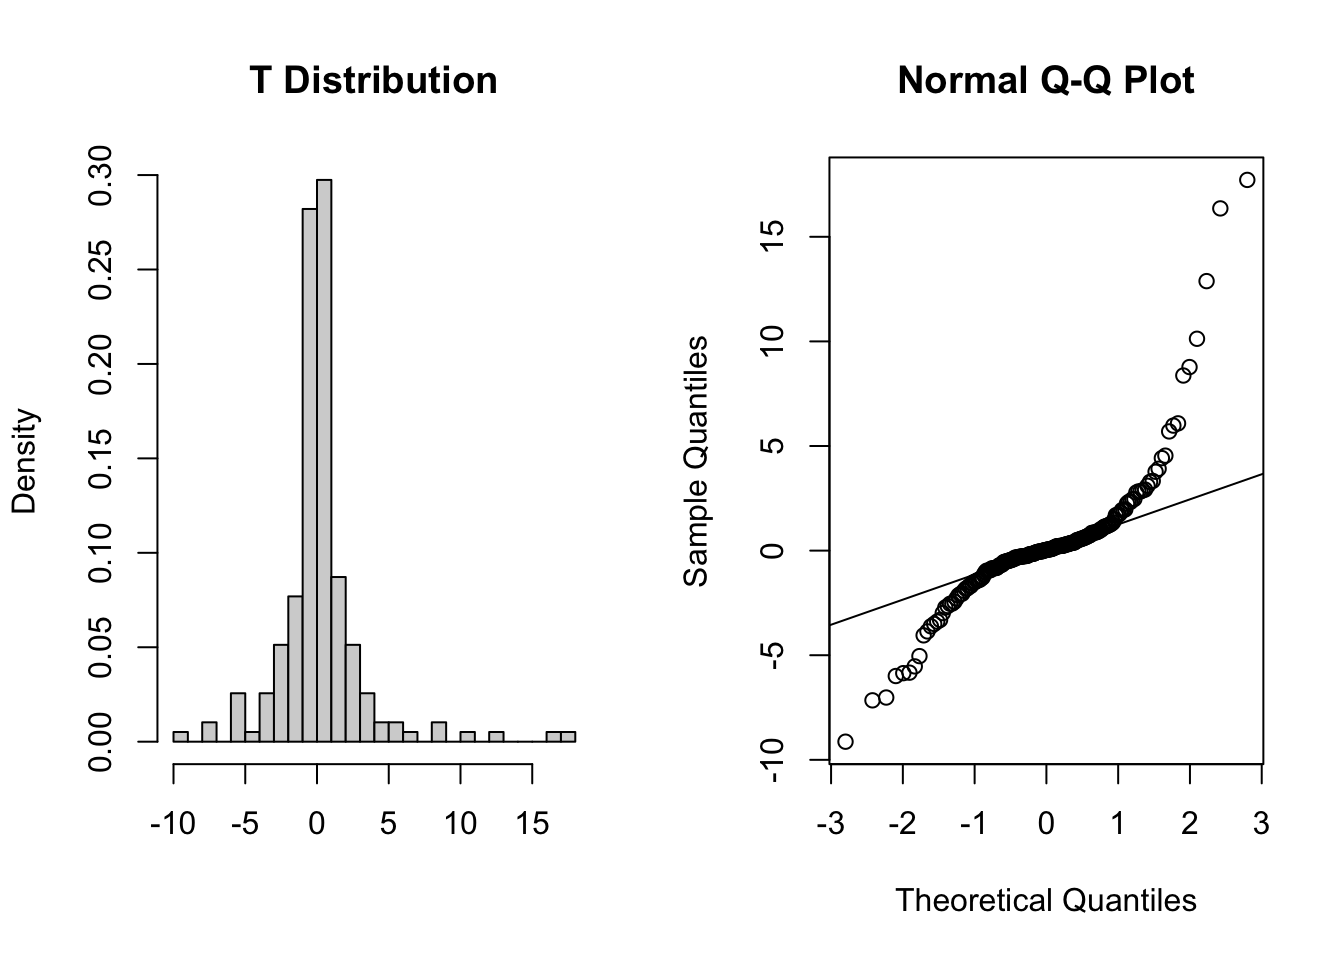 T Distribution
Density
0.00 0.05 0.10 0.15 0.20 0.25 0.30
-10 -5 0 5 10 15
Normal Q-Q Plot
Sample Quantiles
-10 -5 0 5 10 15
-3 -2 -1 0 1 2 3
Theoretical Quantiles